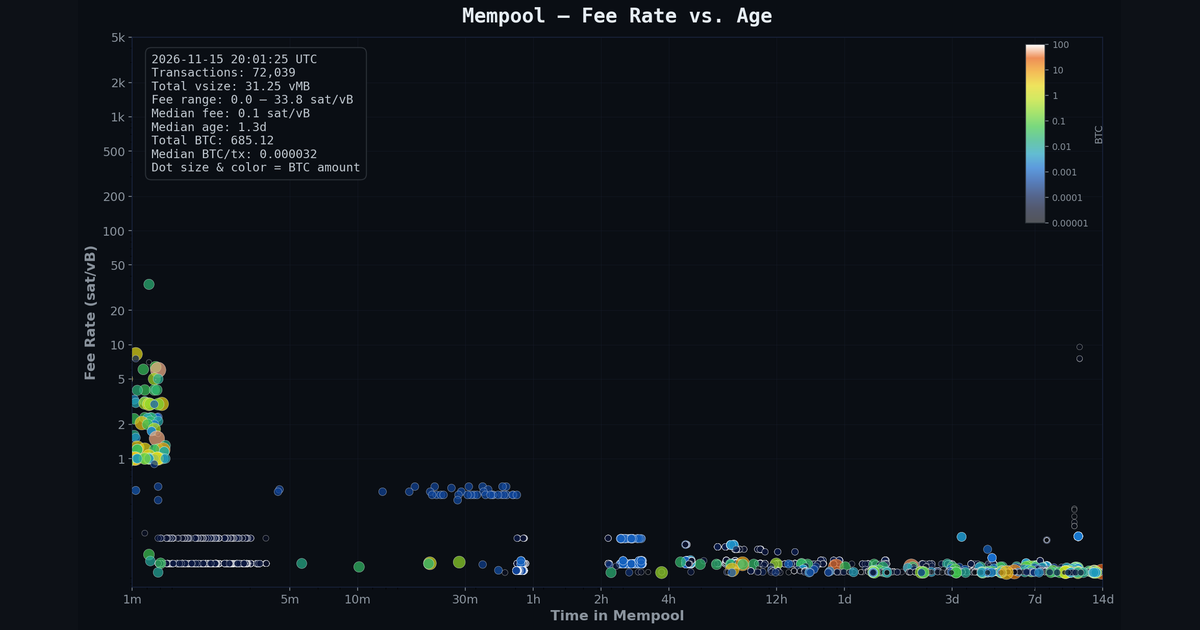 Mempool — Fee Rate vs. Age
2026-11-15 20:01:25 UTC
Transactions: 72,039
Total vsize: 31.25 vMB
Fee range: 0.0 – 33.8 sat/vB
Median fee: 0.1 sat/vB
Median age: 1.3d
Total BTC: 685.12
Median BTC/tx: 0.000032
Dot size & color = BTC amount
100
10
1
0.1
0.01
0.001
0.0001
0.00001
BTC
5k
2k
1k
500
200
100
50
20
10
5
2
1
Fee Rate (sat/vB)
1m
5m
10m
30m
1h
2h
4h
12h
1d
3d
7d
14d
Time in Mempool